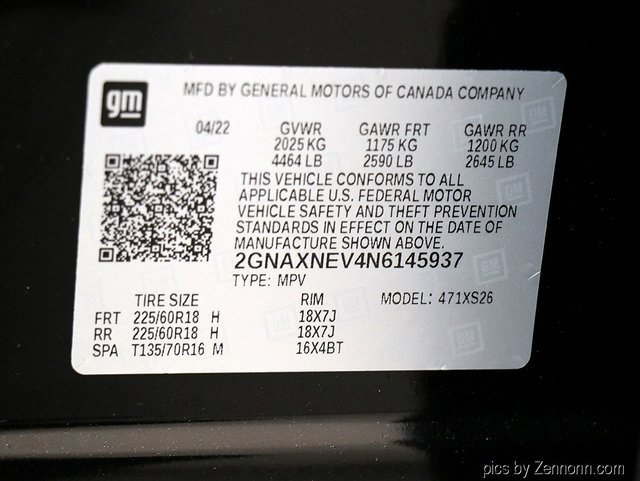 gm
MFD BY GENERAL MOTORS OF CANADA COMPANY
04/22 GVWR GAWR FRT GAWR RR
2025 KG 1175 KG 1200 KG
4464 LB 2590 LB 2645 LB
THIS VEHICLE CONFORMS TO ALL
APPLICABLE U.S. FEDERAL MOTOR
VEHICLE SAFETY AND THEFT PREVENTION
STANDARDS IN EFFECT ON THE DATE OF
MANUFACTURE SHOWN ABOVE.
2GNAXNEV4N6145937
TYPE: MPV
TIRE SIZE RIM MODEL: 471XS26
FRT 225/60R18 H 18X7J
RR 225/60R18 H 18X7J
SPA T135/70R16 M 16X4BT
pics by Zennonn.com